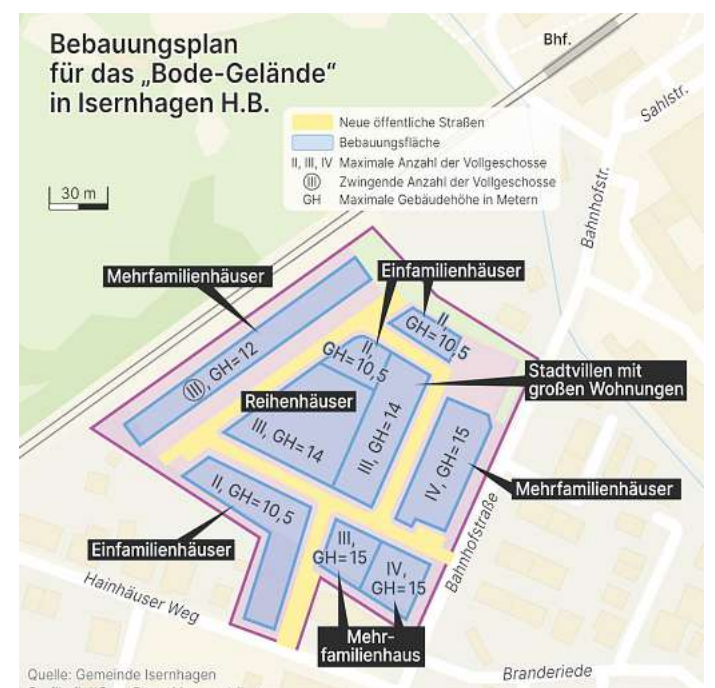 Bebauungsplan
für das „Bode-Gelände“
in Isernhagen H.B.
Bhf.
Sahlstr.
Neue öffentliche Straßen
Bebauungsfläche
II, III, IV Maximale Anzahl der Vollgeschosse
III Zwingende Anzahl der Vollgeschosse
GH Maximale Gebäudehöhe in Metern
30 m
Bahnhofstr.
Mehrfamilienhäuser
Einfamilienhäuser
II,
GH=10,5
III, GH=12
II,
GH=10,5
Stadtvillen mit
großen Wohnungen
Reihenhäuser
III, GH=14
III, GH=14
IV, GH=15
Mehrfamilienhäuser
II, GH=10,5
Einfamilienhäuser
III,
GH=15
IV,
GH=15
Bahnhofstraße
Hainhäuser Weg
Mehr-
familienhaus
Branderiede
Quelle: Gemeinde Isernhagen